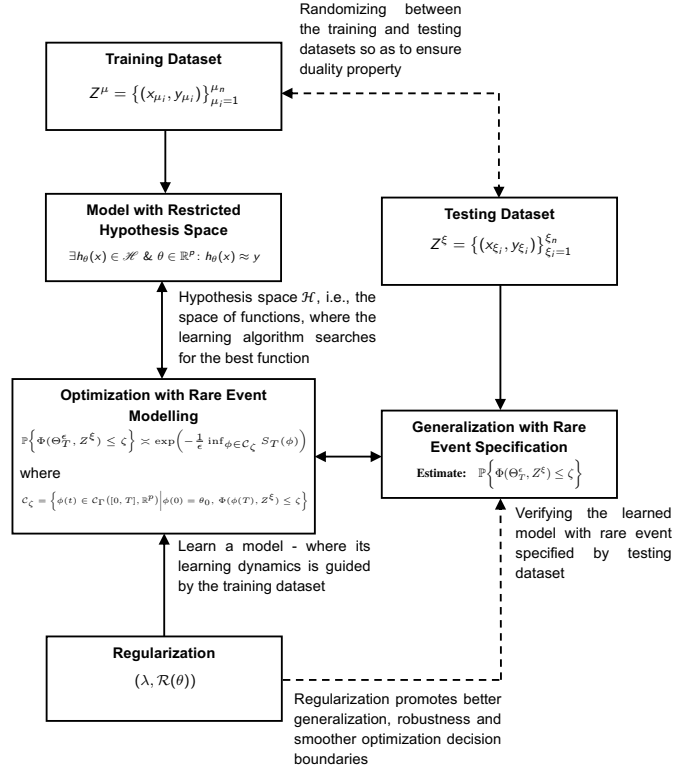 Randomizing between
the training and testing
datasets so as to ensure
duality property
Training Dataset
Z^μ = {(x_{μ_i}, y_{μ_i})}_{μ_i=1}^{μ_n}
Model with Restricted
Hypothesis Space
∃h_θ(x) ∈ ℋ & θ ∈ ℝ^p: h_θ(x) ≈ y
Testing Dataset
Z^ξ = {(x_{ξ_i}, y_{ξ_i})}_{ξ_i=1}^{ξ_n}
Hypothesis space ℋ, i.e., the
space of functions, where the
learning algorithm searches
for the best function
Optimization with Rare Event
Modelling
ℙ{Φ(Θ_T^ϵ, Z^ξ) ≤ ζ} ≍ exp(−1/ϵ inf_{ϕ∈𝒞_ζ} S_T(ϕ))
where
𝒞_ζ = {ϕ(t) ∈ 𝒞_Γ([0, T], ℝ^p)|ϕ(0) = θ_0, Φ(ϕ(T), Z^ξ) ≤ ζ}
Generalization with Rare
Event Specification
Estimate: ℙ{Φ(Θ_T^ϵ, Z^ξ) ≤ ζ}
Verifying the learned
model with rare event
specified by testing
dataset
Learn a model - where its
learning dynamics is guided
by the training dataset
Regularization
(λ, ℛ(θ))
Regularization promotes better
generalization, robustness and
smoother optimization decision
boundaries